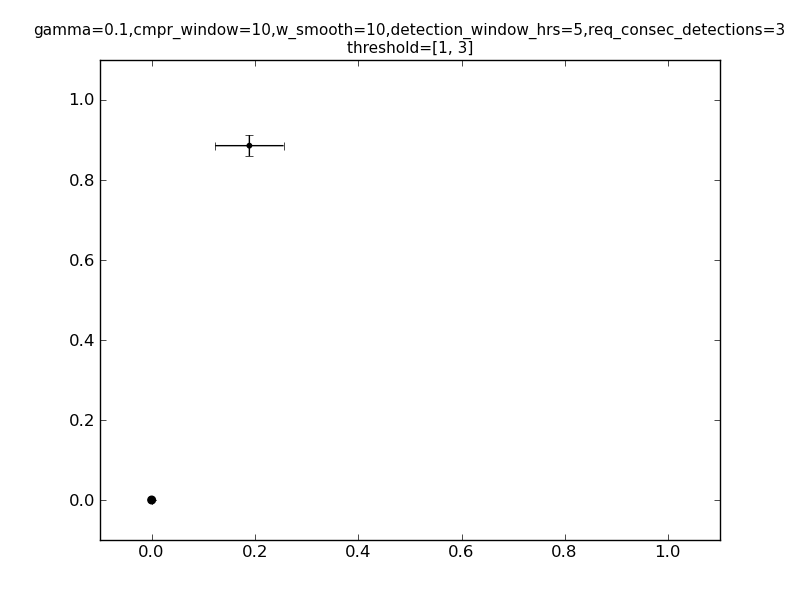 gamma=0.1,cmpr_window=10,w_smooth=10,detection_window_hrs=5,req_consec_detections=3
threshold=[1, 3]
1.0
0.8
0.6
0.4
0.2
0.0
0.0 0.2 0.4 0.6 0.8 1.0